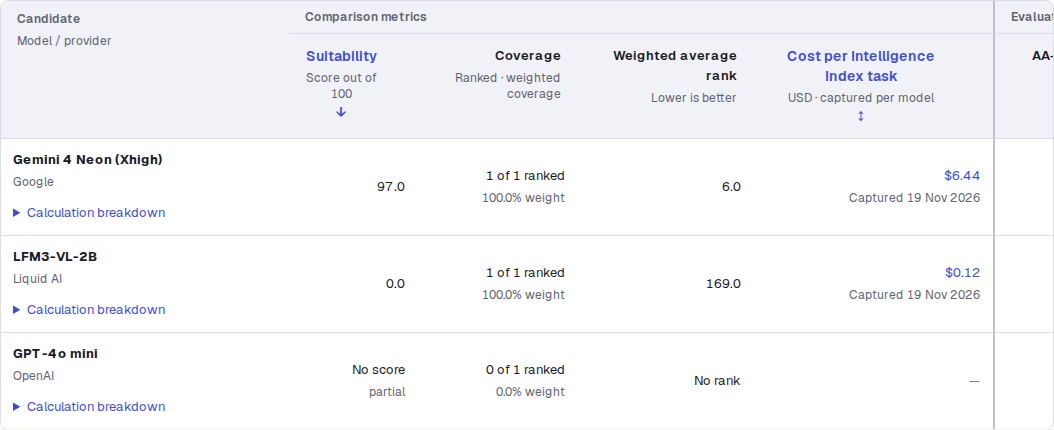 Candidate
Model / provider
Comparison metrics
Evaluat
Suitability
Score out of
100
↓
Coverage
Ranked · weighted
coverage
Weighted average
rank
Lower is better
Cost per Intelligence
Index task
USD · captured per model
↕
AA-
Gemini 4 Neon (Xhigh)
Google
▶ Calculation breakdown
97.0
1 of 1 ranked
100.0% weight
6.0
$6.44
Captured 19 Nov 2026
LFM3-VL-2B
Liquid AI
▶ Calculation breakdown
0.0
1 of 1 ranked
100.0% weight
169.0
$0.12
Captured 19 Nov 2026
GPT-4o mini
OpenAI
▶ Calculation breakdown
No score
partial
0 of 1 ranked
0.0% weight
No rank
—